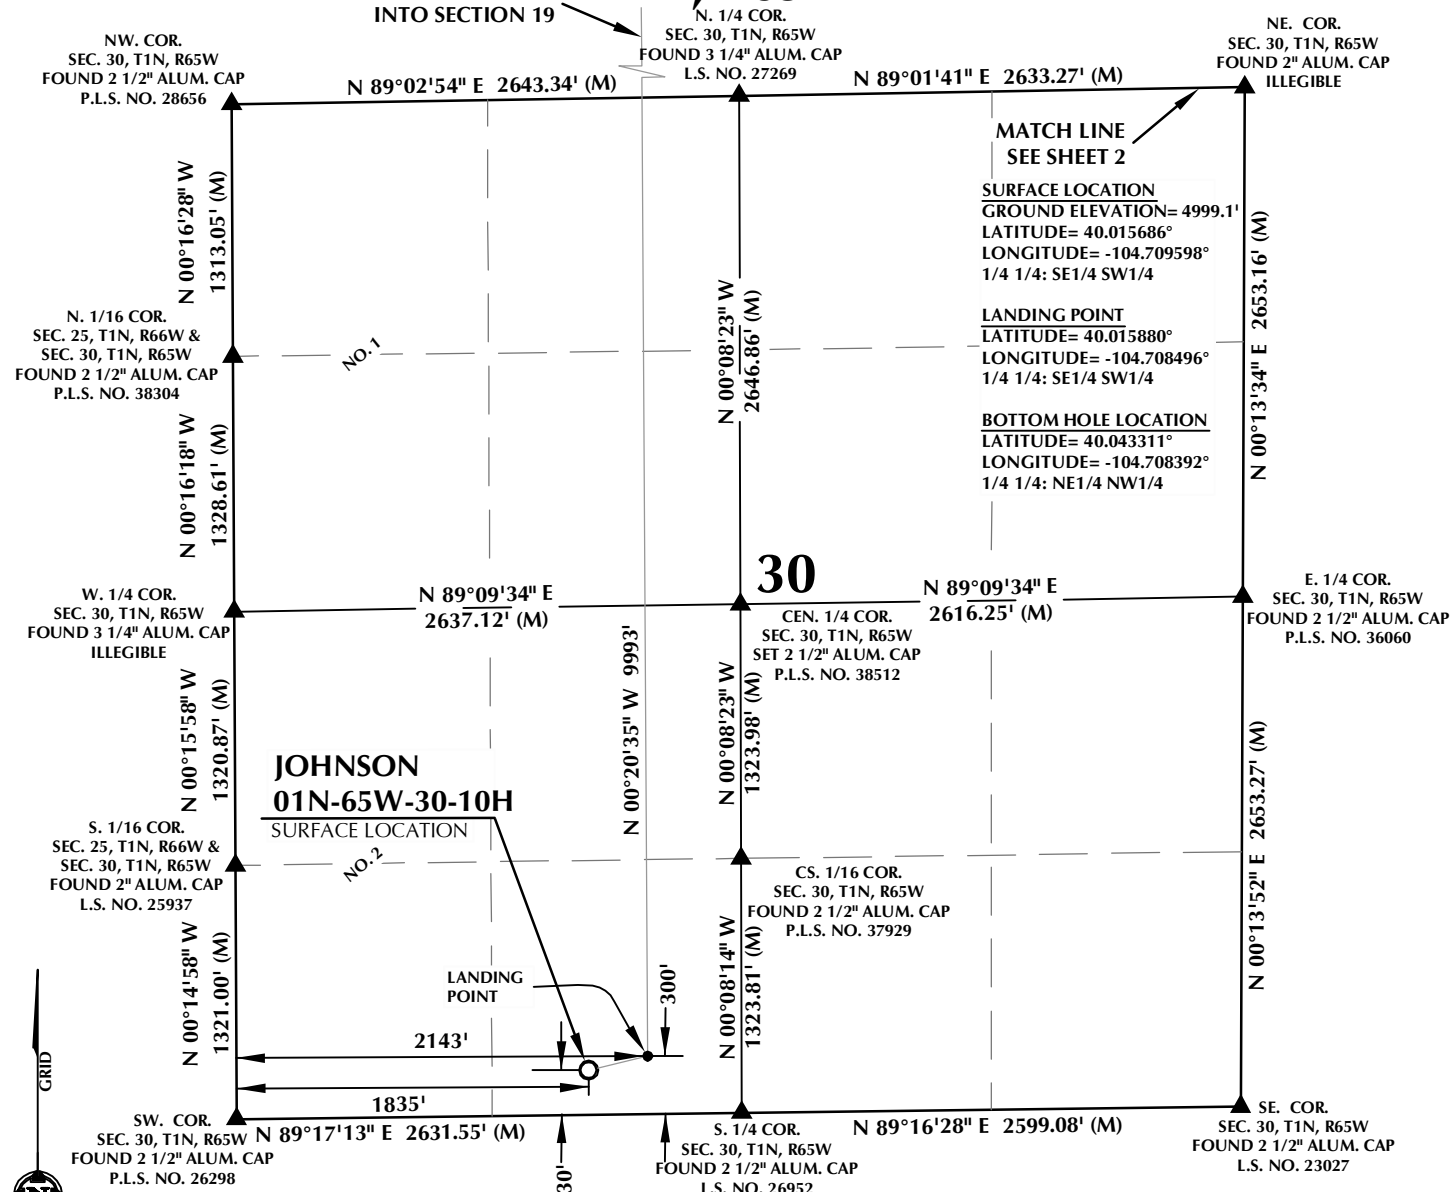 INTO SECTION 19
NW. COR.
SEC. 30, T1N, R65W
FOUND 2 1/2" ALUM. CAP
P.L.S. NO. 28656
N 89°02'54" E 2643.34' (M)
N. 1/4 COR.
SEC. 30, T1N, R65W
FOUND 3 1/4" ALUM. CAP
L.S. NO. 27269
N 89°01'41" E 2633.27' (M)
NE. COR.
SEC. 30, T1N, R65W
FOUND 2" ALUM. CAP
ILLEGIBLE
MATCH LINE
SEE SHEET 2
SURFACE LOCATION
GROUND ELEVATION= 4999.1'
LATITUDE= 40.015686°
LONGITUDE= -104.709598°
1/4 1/4: SE1/4 SW1/4
LANDING POINT
LATITUDE= 40.015880°
LONGITUDE= -104.708496°
1/4 1/4: SE1/4 SW1/4
BOTTOM HOLE LOCATION
LATITUDE= 40.043311°
LONGITUDE= -104.708392°
1/4 1/4: NE1/4 NW1/4
N 00°16'28" W
1313.05' (M)
N. 1/16 COR.
SEC. 25, T1N, R66W &
SEC. 30, T1N, R65W
FOUND 2 1/2" ALUM. CAP
P.L.S. NO. 38304
NO. 1
N 00°08'23" W
2646.86' (M)
N 00°13'34" E 2653.16' (M)
N 00°16'18" W
1328.61' (M)
W. 1/4 COR.
SEC. 30, T1N, R65W
FOUND 3 1/4" ALUM. CAP
ILLEGIBLE
N 89°09'34" E
2637.12' (M)
30
N 89°09'34" E
2616.25' (M)
CEN. 1/4 COR.
SEC. 30, T1N, R65W
SET 2 1/2" ALUM. CAP
P.L.S. NO. 38512
E. 1/4 COR.
SEC. 30, T1N, R65W
FOUND 2 1/2" ALUM. CAP
P.L.S. NO. 36060
N 00°15'58" W
1320.87' (M)
N 00°20'35" W 9993'
N 00°08'23" W
1323.98' (M)
JOHNSON
01N-65W-30-10H
SURFACE LOCATION
S. 1/16 COR.
SEC. 25, T1N, R66W &
SEC. 30, T1N, R65W
FOUND 2" ALUM. CAP
L.S. NO. 25937
NO. 2
CS. 1/16 COR.
SEC. 30, T1N, R65W
FOUND 2 1/2" ALUM. CAP
P.L.S. NO. 37929
N 00°13'52" E 2653.27' (M)
N 00°14'58" W
1321.00' (M)
LANDING
POINT
300'
N 00°08'14" W
1323.81' (M)
2143'
1835'
GRID
SW. COR.
SEC. 30, T1N, R65W
FOUND 2 1/2" ALUM. CAP
P.L.S. NO. 26298
N 89°17'13" E 2631.55' (M)
S. 1/4 COR.
SEC. 30, T1N, R65W
FOUND 2 1/2" ALUM. CAP
L.S. NO. 26952
N 89°16'28" E 2599.08' (M)
SE. COR.
SEC. 30, T1N, R65W
FOUND 2 1/2" ALUM. CAP
L.S. NO. 23027